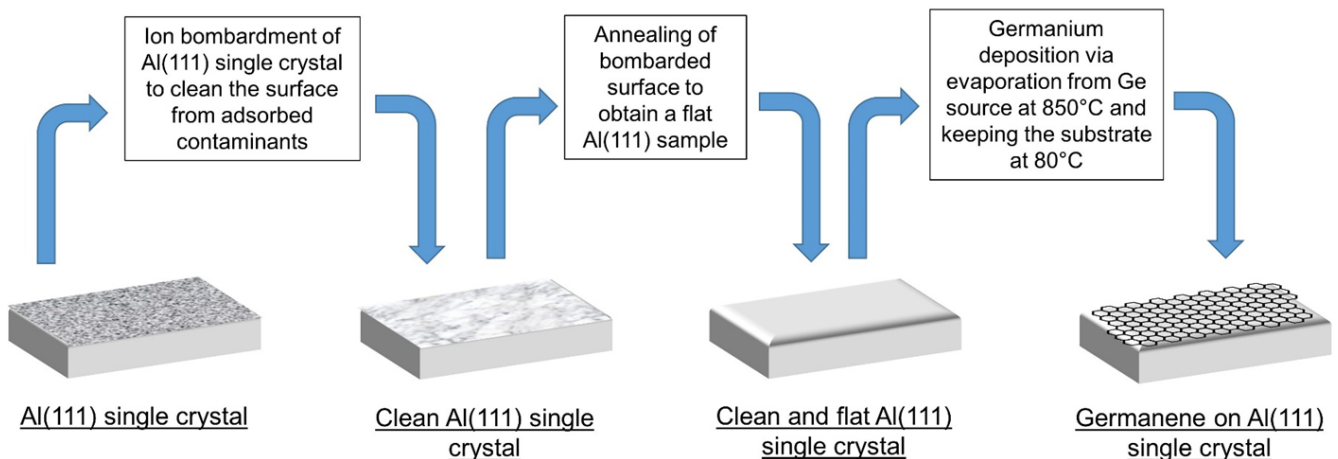 Ion bombardment of
Al(111) single crystal
to clean the surface
from adsorbed
contaminants
Annealing of
bombarded
surface to
obtain a flat
Al(111) sample
Germanium
deposition via
evaporation from Ge
source at 850°C and
keeping the substrate
at 80°C
Al(111) single crystal
Clean Al(111) single
crystal
Clean and flat Al(111)
single crystal
Germanene on Al(111)
single crystal